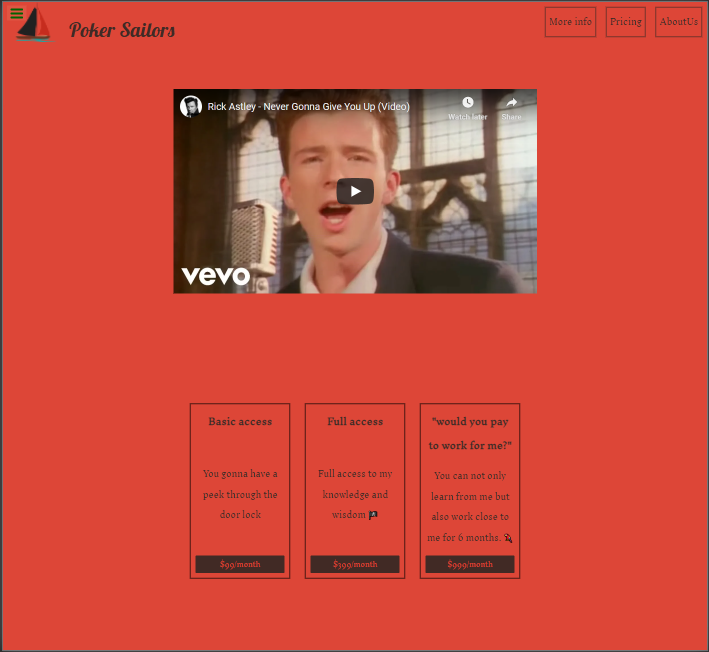 Poker Sailors
More info
Pricing
AboutUs
Rick Astley - Never Gonna Give You Up (Video)
Watch later
Share
vevo
Basic access
You gonna have a
peek through the
door lock
$99/month
Full access
Full access to my
knowledge and
wisdom 🏴‍☠️
$399/month
"would you pay
to work for me?"
You can not only
learn from me but
also work close to
me for 6 months.
$999/month